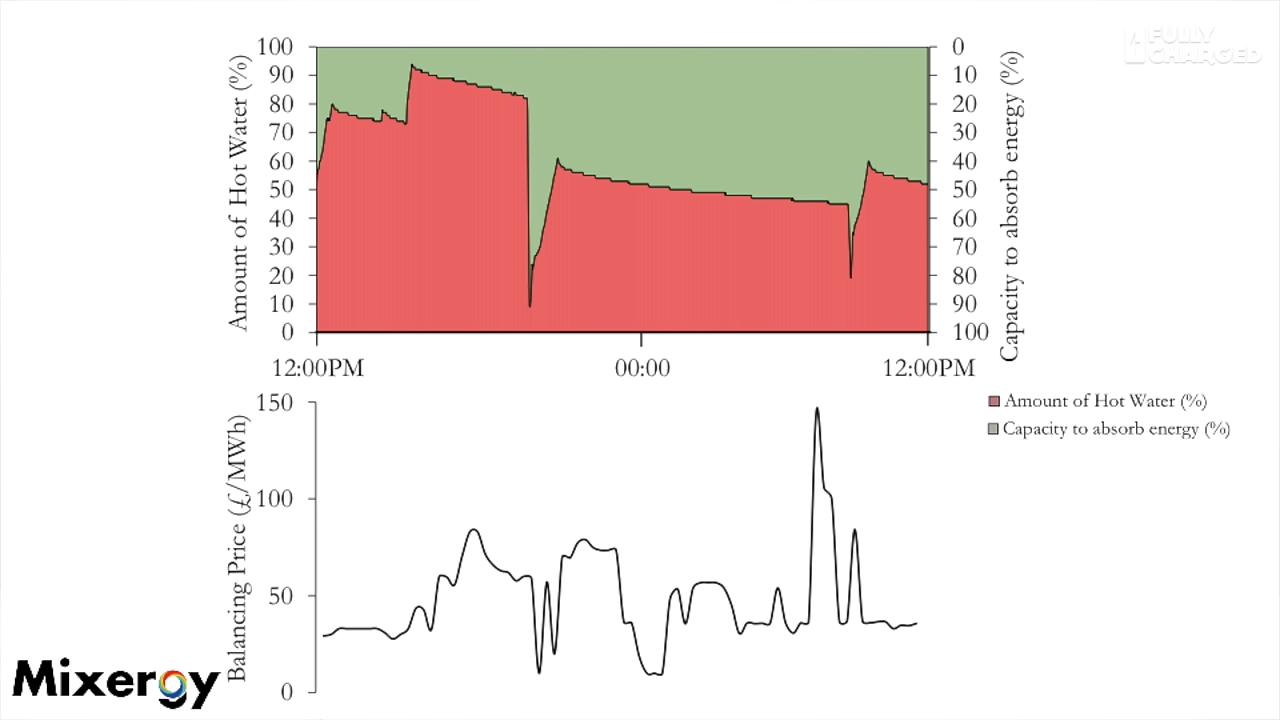 FULLY
CHARGED
Amount of Hot Water (%)
100
90
80
70
60
50
40
30
20
10
0
0
10
20
30
40
50
60
70
80
90
100
Capacity to absorb energy (%)
12:00PM
00:00
12:00PM
Amount of Hot Water (%)
Capacity to absorb energy (%)
Balancing Price (£/MWh)
150
100
50
0
Mixergy